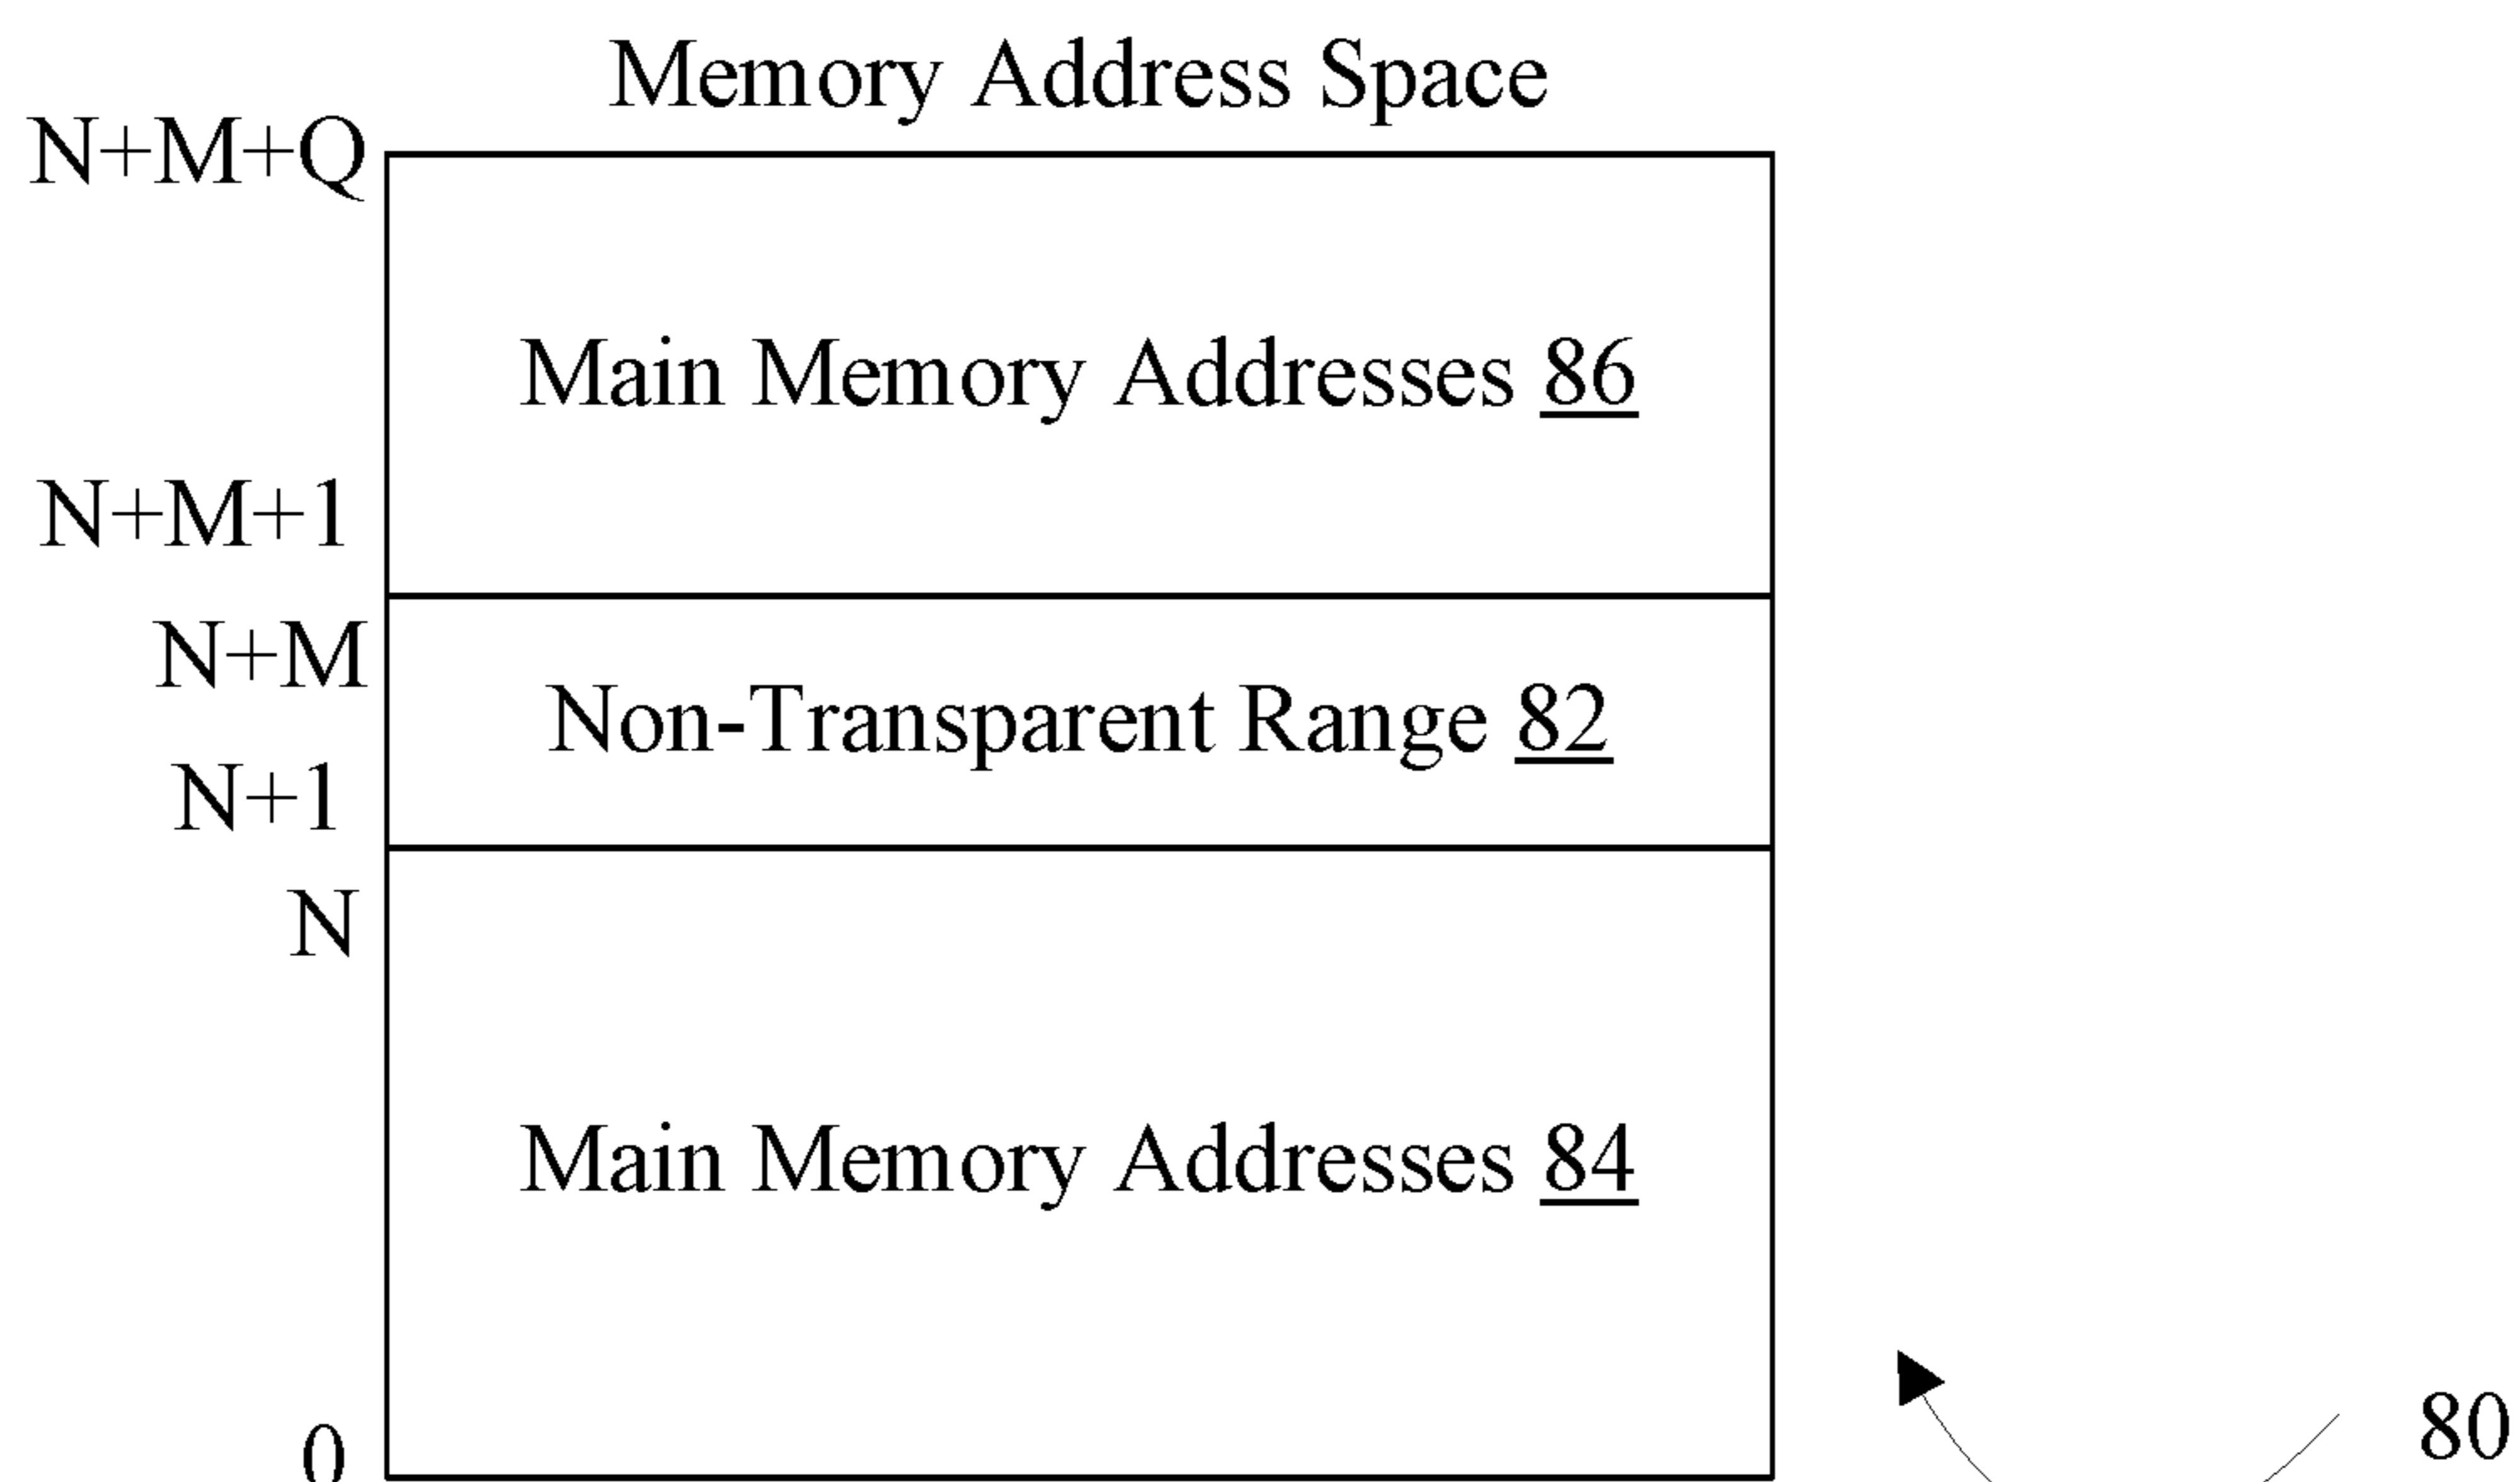 Memory Address Space
N+M+Q
Main Memory Addresses 86
N+M+1
N+M
Non-Transparent Range 82
N+1
N
Main Memory Addresses 84
0
80